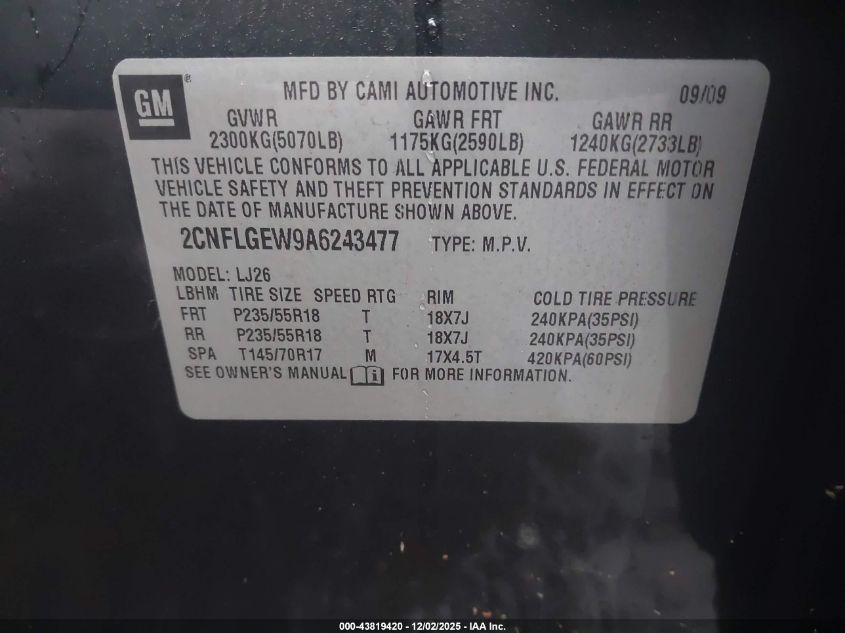 GM ®
MFD BY CAMI AUTOMOTIVE INC. 09/09
GVWR GAWR FRT GAWR RR
2300KG(5070LB) 1175KG(2590LB) 1240KG(2733LB)
THIS VEHICLE CONFORMS TO ALL APPLICABLE U.S. FEDERAL MOTOR
VEHICLE SAFETY AND THEFT PREVENTION STANDARDS IN EFFECT ON
THE DATE OF MANUFACTURE SHOWN ABOVE.
2CNFLGEW9A6243477 TYPE: M.P.V.
MODEL: LJ26
LBHM TIRE SIZE SPEED RTG RIM COLD TIRE PRESSURE
FRT P235/55R18 T 18X7J 240KPA(35PSI)
RR P235/55R18 T 18X7J 240KPA(35PSI)
SPA T145/70R17 M 17X4.5T 420KPA(60PSI)
SEE OWNER'S MANUAL i FOR MORE INFORMATION.
000-43819420 - 12/02/2025 - IAA Inc.